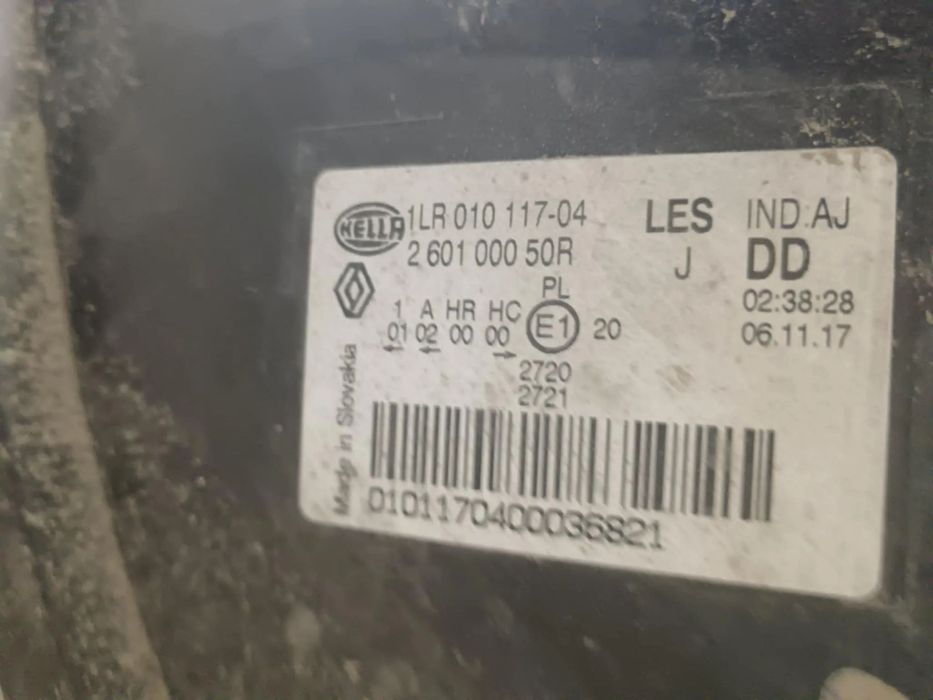 HELLA 1LR 010 117-04 LES IND:AJ
2 601 000 50R J DD
PL 02:38:28
1 A HR HC E1 20 06.11.17
01 02 00 00
2720
2721
Made in Slovakia
0101170400036821